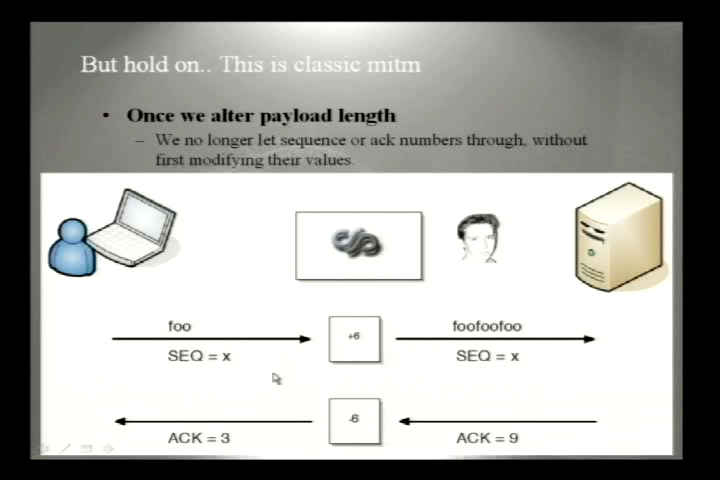 But hold on.. This is classic mitm
• Once we alter payload length
– We no longer let sequence or ack numbers through, without
first modifying their values.
foo
+6
foofoofoo
SEQ = x
SEQ = x
-6
ACK = 3
ACK = 9